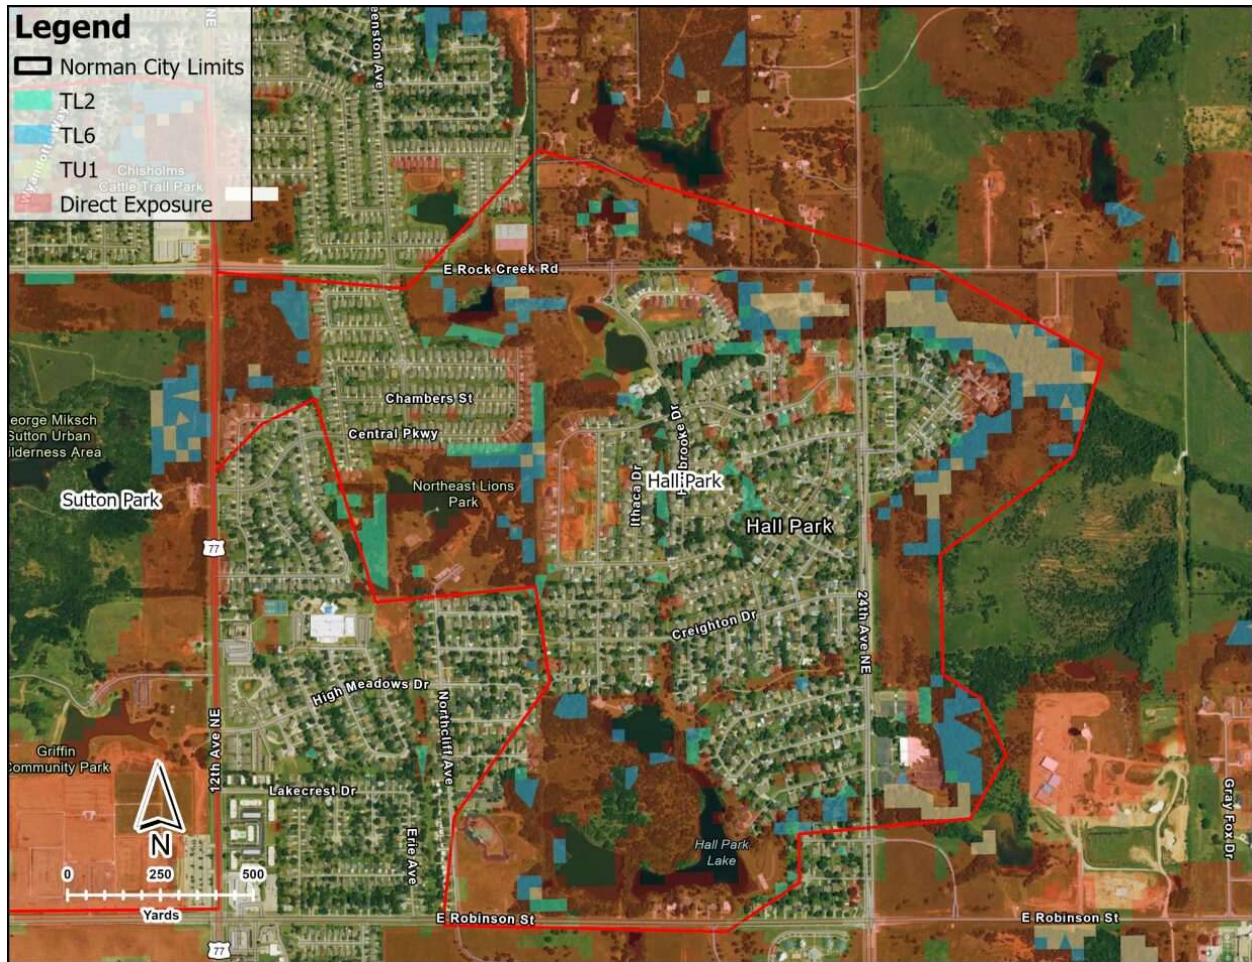 Legend
Norman City Limits
TL2
TL6
TU1
Direct Exposure
NE
Chisholms
Cattle Trail Park
E Rock Creek Rd
Chambers St
Central Pkwy
Northeast Lions
Park
Ithaca Dr
Hall Park
Hall Park
Sutton Park
77
Creighton Dr
24th Ave NE
High Meadows Dr
Northcliff Ave
12th Ave NE
Griffin
Community Park
Lakecrest Dr
Erie Ave
Hall Park
Lake
Gray Fox Dr
N
0 250 500
Yards
E Robinson St
E Robinson St
77